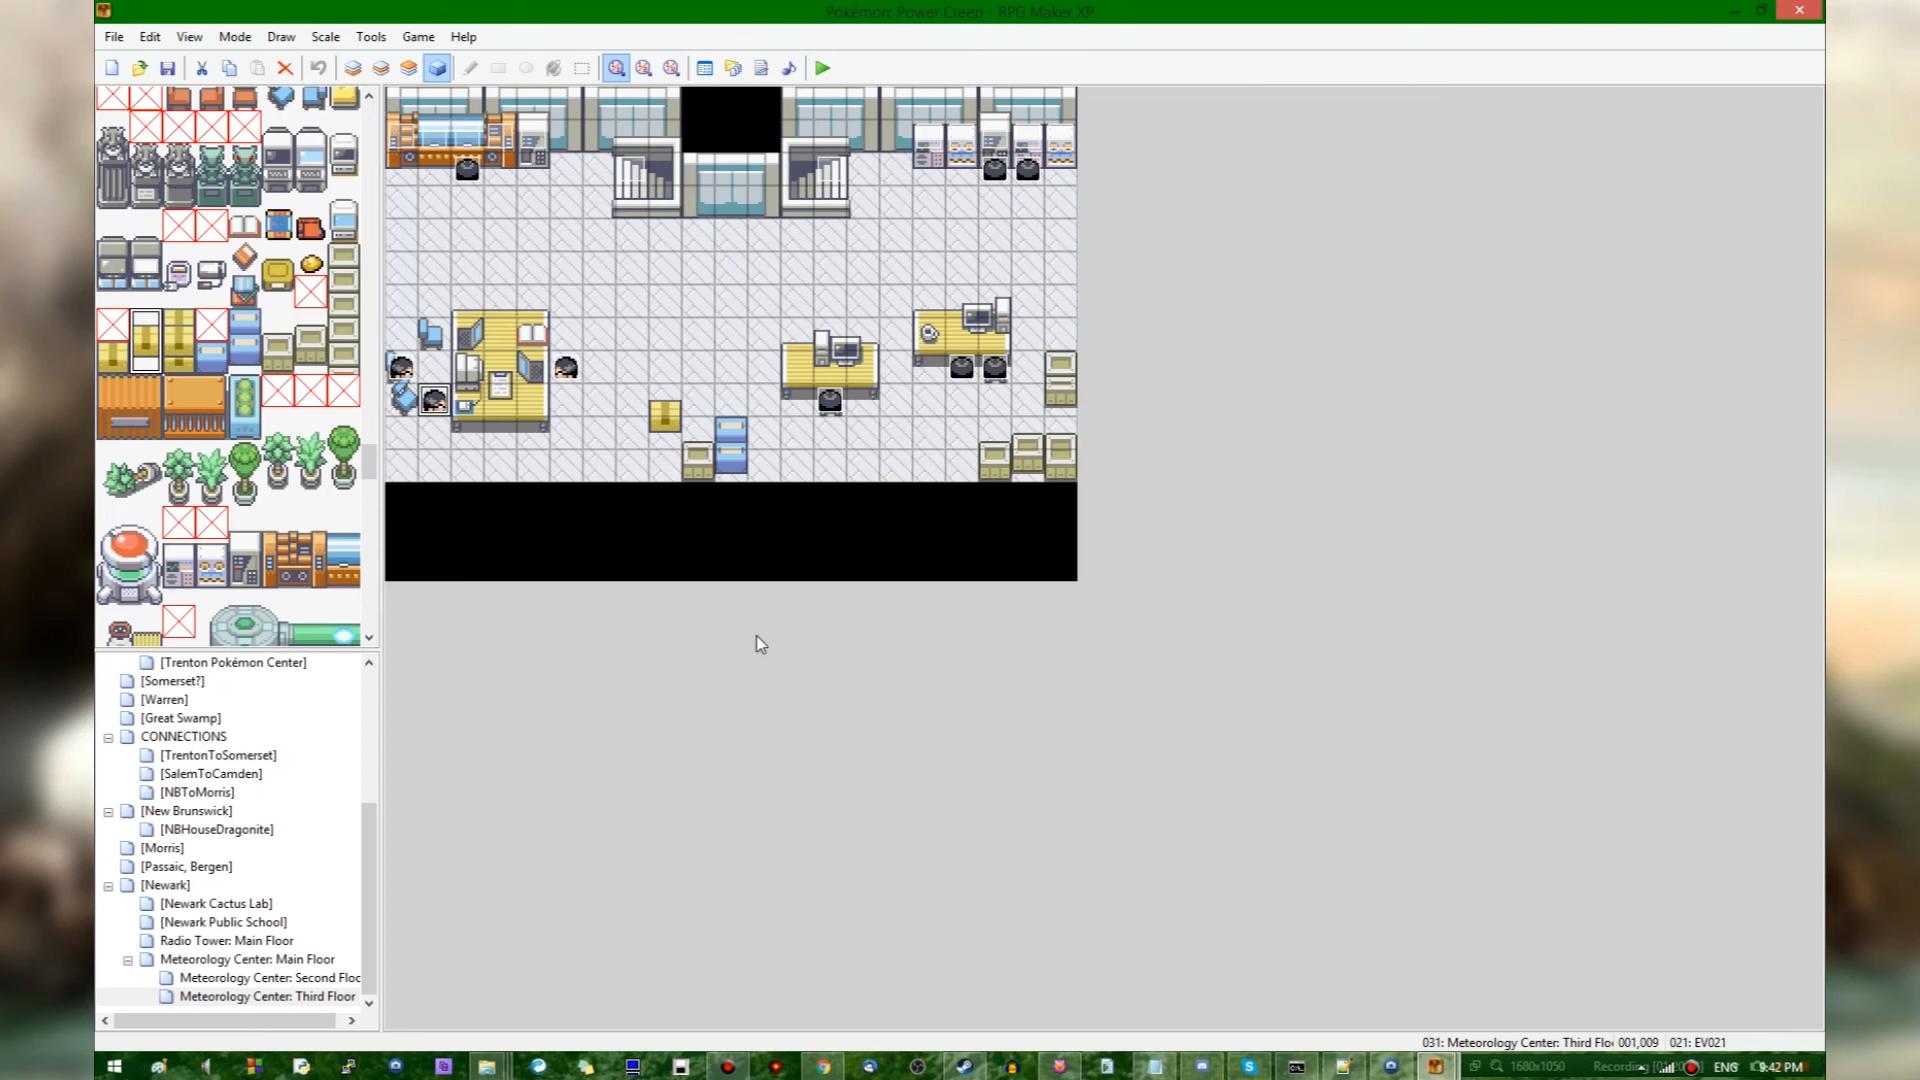 Pokémon: Power Creep - RPG Maker XP
File Edit View Mode Draw Scale Tools Game Help
[Trenton Pokémon Center]
[Somerset?]
[Warren]
[Great Swamp]
CONNECTIONS
[TrentonToSomerset]
[SalemToCamden]
[NBToMorris]
[New Brunswick]
[NBHouseDragonite]
[Morris]
[Passaic, Bergen]
[Newark]
[Newark Cactus Lab]
[Newark Public School]
Radio Tower: Main Floor
Meteorology Center: Main Floor
Meteorology Center: Second Floc
Meteorology Center: Third Floor
031: Meteorology Center: Third Flo 001,009 021: EV021
1680x1050 Recording ENG 9:42 PM